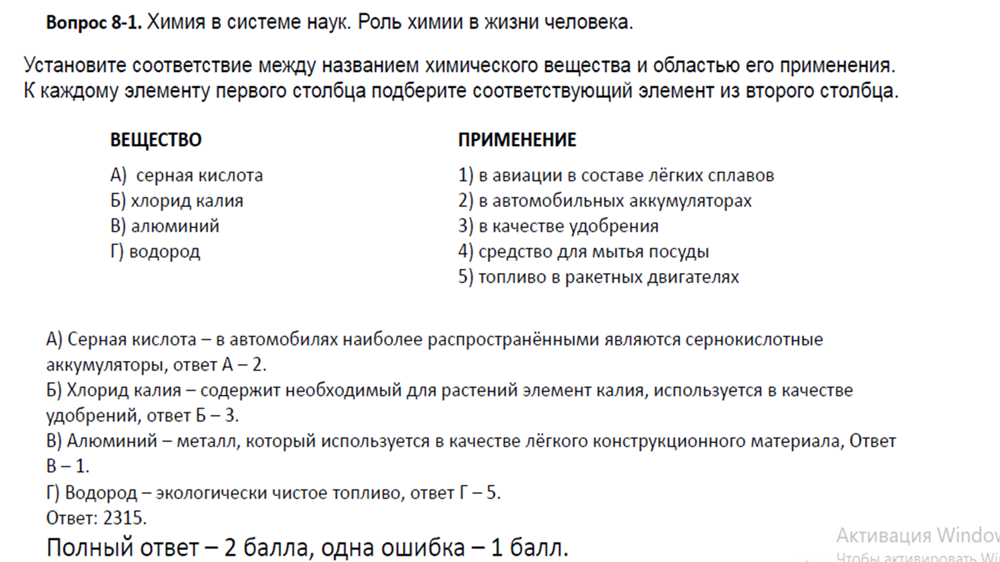 Вопрос 8-1. Химия в системе наук. Роль химии в жизни человека.
Установите соответствие между названием химического вещества и областью его применения.
К каждому элементу первого столбца подберите соответствующий элемент из второго столбца.
ВЕЩЕСТВО
А) серная кислота
Б) хлорид калия
В) алюминий
Г) водород
ПРИМЕНЕНИЕ
1) в авиации в составе лёгких сплавов
2) в автомобильных аккумуляторах
3) в качестве удобрения
4) средство для мытья посуды
5) топливо в ракетных двигателях
А) Серная кислота – в автомобилях наиболее распространёнными являются сернокислотные
аккумуляторы, ответ А – 2.
Б) Хлорид калия – содержит необходимый для растений элемент калия, используется в качестве
удобрений, ответ Б – 3.
В) Алюминий – металл, который используется в качестве лёгкого конструкционного материала, Ответ
В – 1.
Г) Водород – экологически чистое топливо, ответ Г – 5.
Ответ: 2315.
Полный ответ – 2 балла, одна ошибка – 1 балл.
Активация Window
Чтобы активировать Wi